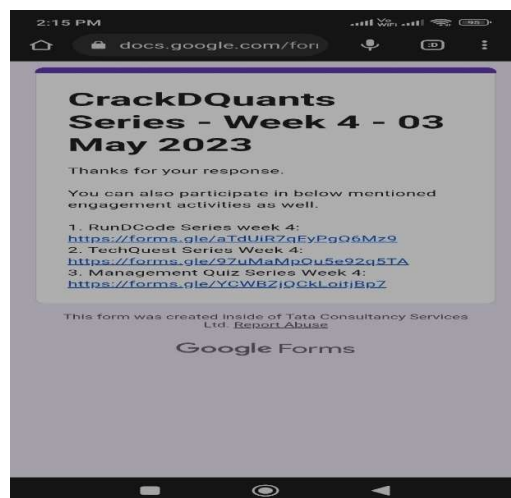 2:15 PM
docs.google.com/forı
CrackDQuants
Series - Week 4 - 03
May 2023
Thanks for your response.
You can also participate in below mentioned
engagement activities as well.
1. RunDCode Series week 4:
https://forms.gle/aTdUiR7qEyPgQ6Mz9
2. TechQuest Series Week 4:
https://forms.gle/97uMaMpQu5e92q5TA
3. Management Quiz Series Week 4:
https://forms.gle/YCWBZjQCkLoitjBp7
This form was created inside of Tata Consultancy Services
Ltd. Report Abuse
Google Forms